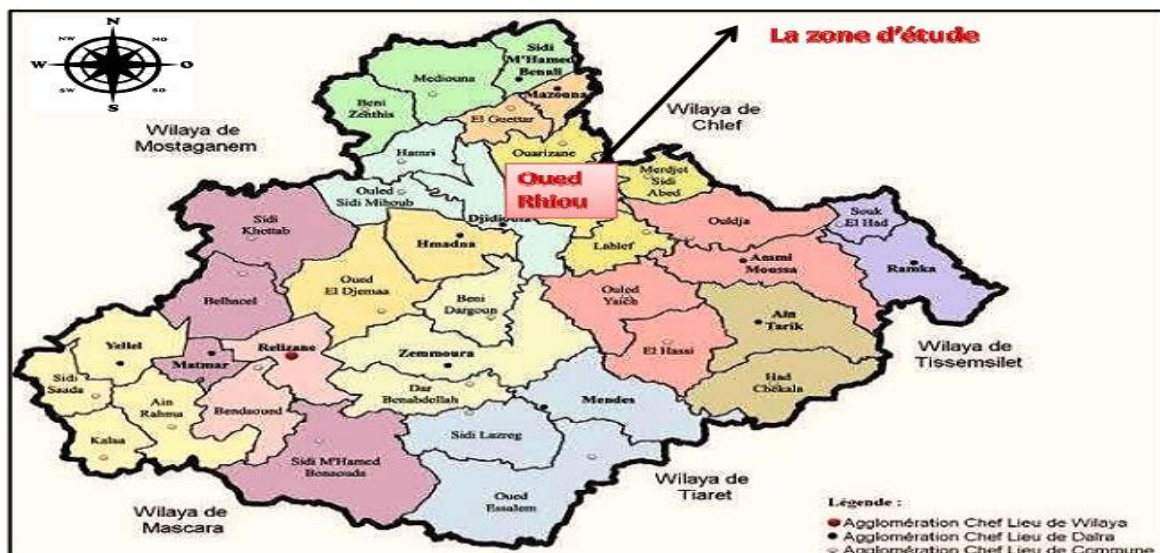 N
NW
NO
W
O
SW
SO
S
La zone d'étude
Sidi
M'Hamed
Benali
Mediouna
Mazouna
Beni
Zenthis
El Guettar
Wilaya de
Chlef
Wilaya de
Mostaganem
Hamri
Ouarizane
Oued
Rhiou
Merdjet
Sidi
Abed
Ouled
Sidi Mihoub
Djidiouia
Sidi
Khettab
Ouldja
Souk
El Had
Hmadna
Lahlef
Ammi
Moussa
Ramka
Oued
El Djemaa
Belhacel
Beni
Dargoun
Ouled
Yaich
Ain
Tarik
Yellel
Relizane
Matmar
Zemmoura
El Hassi
Wilaya de
Tissemsilet
Sidi
Saada
Dar
Benabdollah
Had
Chekala
Ain
Rahma
Bendaoued
Mendes
Kalaa
Sidi Lazreg
Sidi M'Hamed
Benaouda
Wilaya de
Tiaret
Oued
Essalem
Wilaya de
Mascara
Légende :
Agglomération Chef Lieu de Wilaya
Agglomération Chef Lieu de Daïra
Agglomération Chef Lieu de Commune